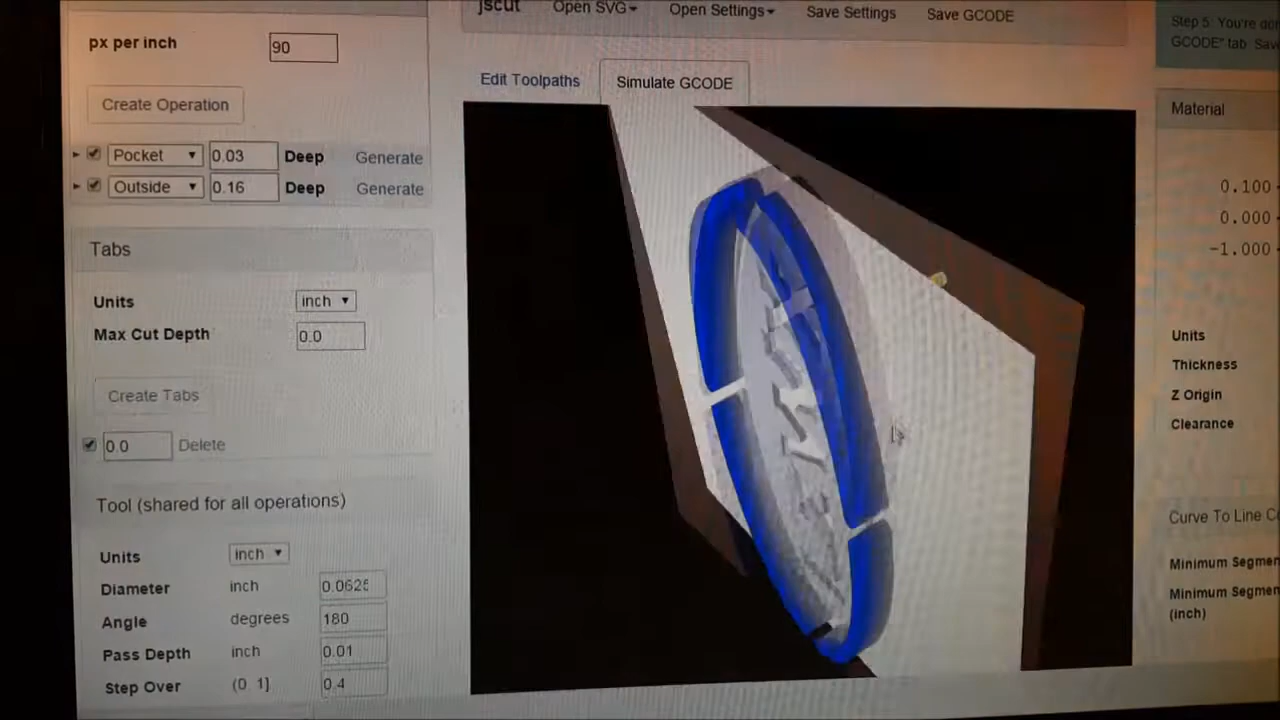 px per inch 90
Create Operation
Pocket 0.03 Deep Generate
Outside 0.16 Deep Generate
Tabs
Units inch
Max Cut Depth 0.0
Create Tabs
0.0 Delete
Tool (shared for all operations)
Units inch
Diameter inch 0.0625
Angle degrees 180
Pass Depth inch 0.01
Step Over (0 1] 0.4
jscut Open SVG Open Settings Save Settings Save GCODE
Edit Toolpaths Simulate GCODE
Step 5: You're
GCODE" tab.
Material
0.100
0.000
-1.000
Units
Thickness
Z Origin
Clearance
Curve To Line
Minimum
Minimum
(inch)